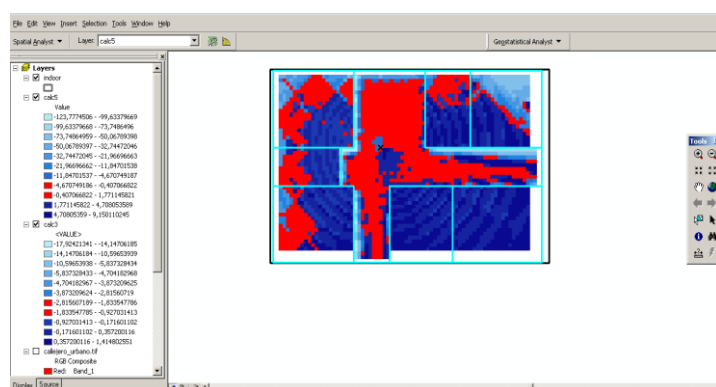 File Edit View Insert Selection Tools Window Help
Spatial Analyst Layer: calc5 Geostatistical Analyst
Layers
indoor
calc5
Value
-123,7774506 - -99,63379669
-99,63379668 - -73,7486496
-73,74864959 - -50,06789398
-50,06789397 - -32,74472046
-32,74472045 - -21,96696663
-21,96696662 - -11,84701538
-11,84701537 - -4,670749187
-4,670749186 - -0,407066822
-0,407066822 - 1,771145821
1,771145822 - 4,708053589
4,70805359 - 9,150110245
calc3
<VALUE>
-17,92421341 - -14,14706185
-14,14706184 - -10,59653939
-10,59653938 - -5,837328434
-5,837328433 - -4,704182968
-4,704182967 - -3,873209625
-3,873209624 - -2,81560719
-2,815607189 - -1,833547786
-1,833547785 - -0,927031413
-0,927031413 - -0,171601102
-0,171601102 - 0,357200116
0,357200116 - 1,414802551
callejero_urbano.tif
RGB Composite
Red: Band_1
Display Source
Tools